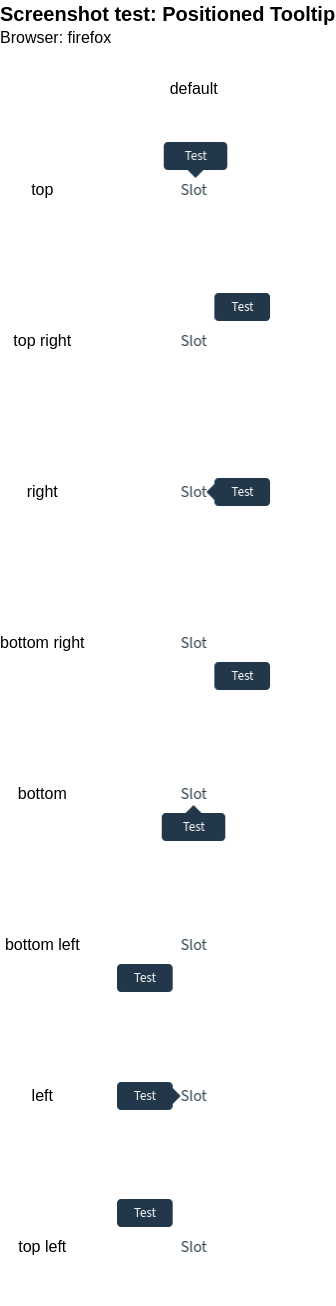 Screenshot test: Positioned Tooltip
Browser: firefox
default
Test
top Slot
Test
top right Slot
right Slot Test
bottom right Slot
Test
bottom Slot
Test
bottom left Slot
Test
left Test Slot
Test
top left Slot